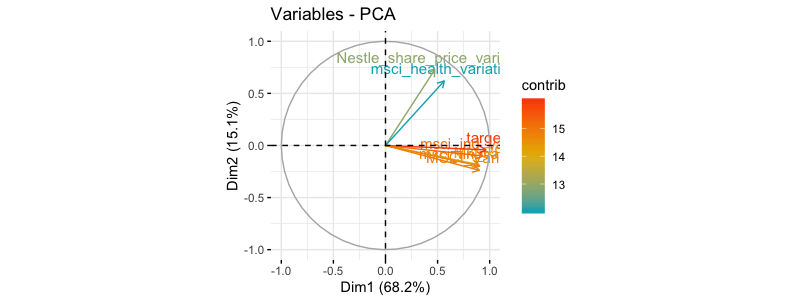 Variables - PCA
Nestle_share_price_vari
msci_health_variati
targe
contrib
15
14
13
1.0
0.5
0.0
-0.5
-1.0
Dim2 (15.1%)
-1.0
-0.5
0.0
0.5
1.0
Dim1 (68.2%)